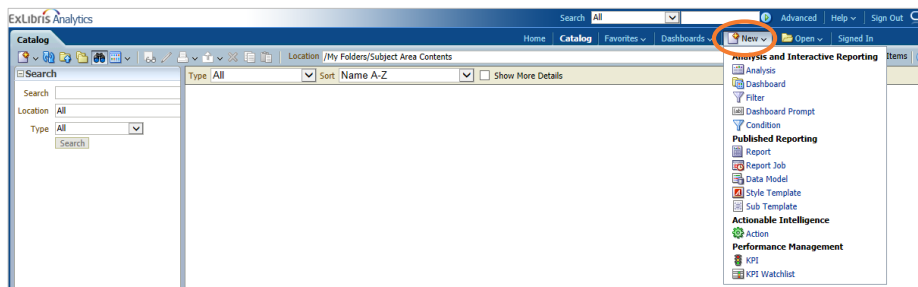 ExLibris Analytics Search All Advanced Help Sign Out
Catalog Home Catalog Favorites Dashboards New Open Signed In
Location /My Folders/Subject Area Contents
Search Type All Sort Name A-Z Show More Details
Search
Location All
Type All
Search
Analysis and Interactive Reporting
Analysis
Dashboard
Filter
Dashboard Prompt
Condition
Published Reporting
Report
Report Job
Data Model
Style Template
Sub Template
Actionable Intelligence
Action
Performance Management
KPI
KPI Watchlist